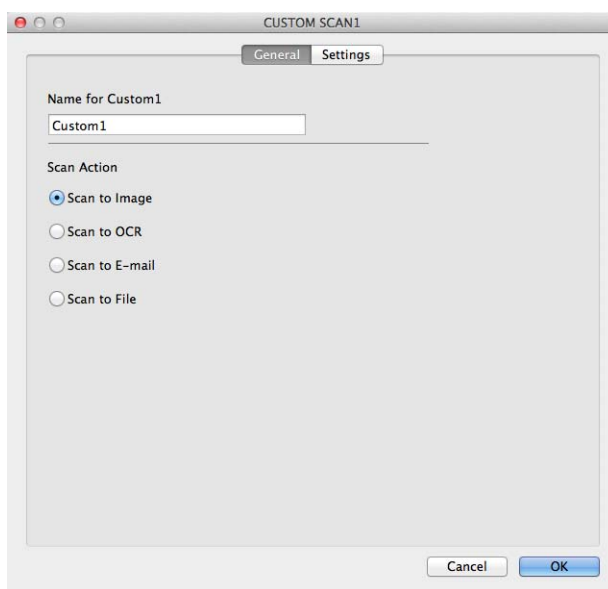 CUSTOM SCAN1
General Settings
Name for Custom1
Custom1
Scan Action
Scan to Image
Scan to OCR
Scan to E-mail
Scan to File
Cancel OK